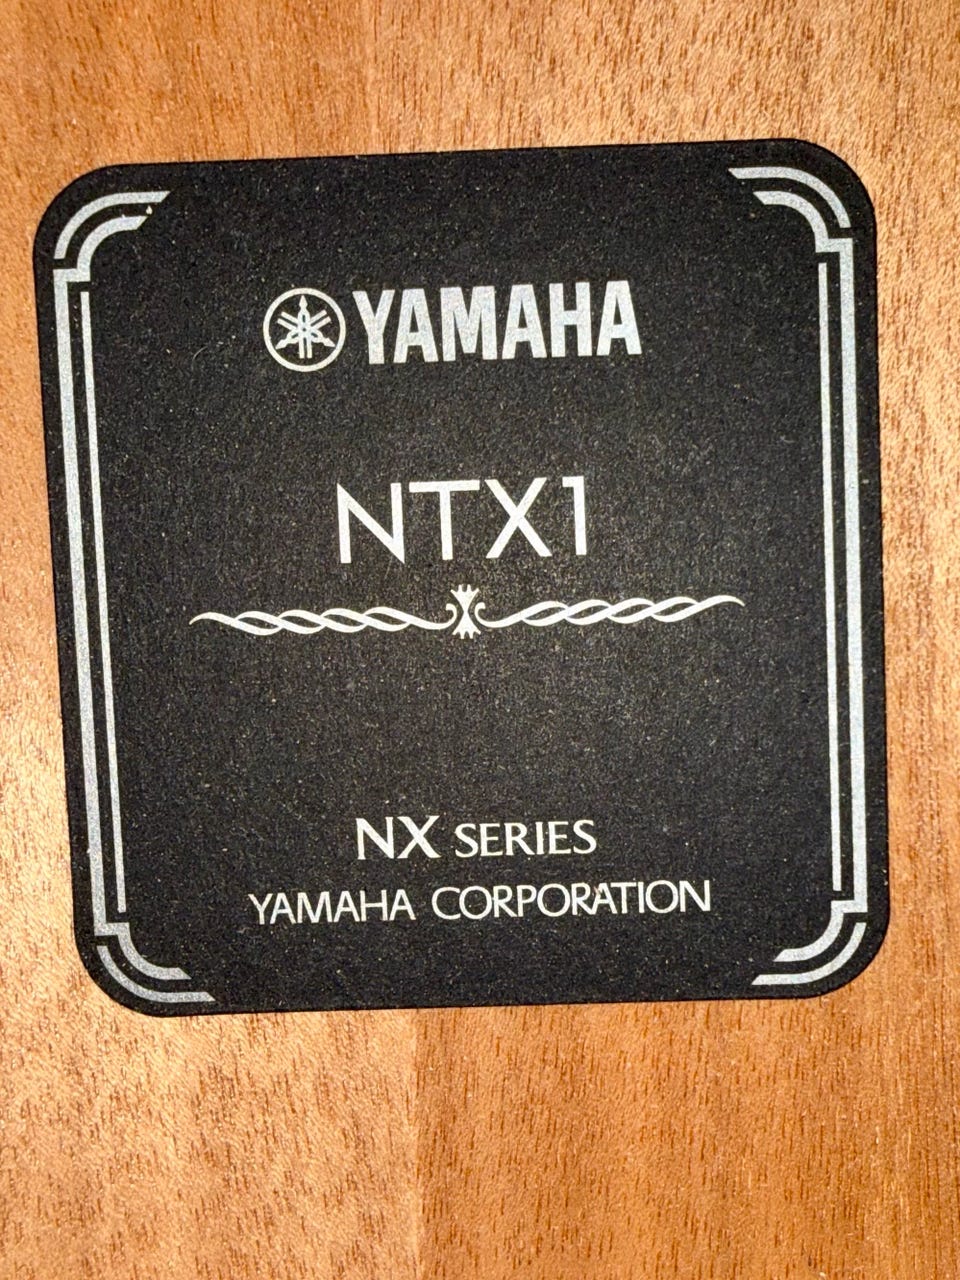 YAMAHA
NTX1
NX SERIES
YAMAHA CORPORATION